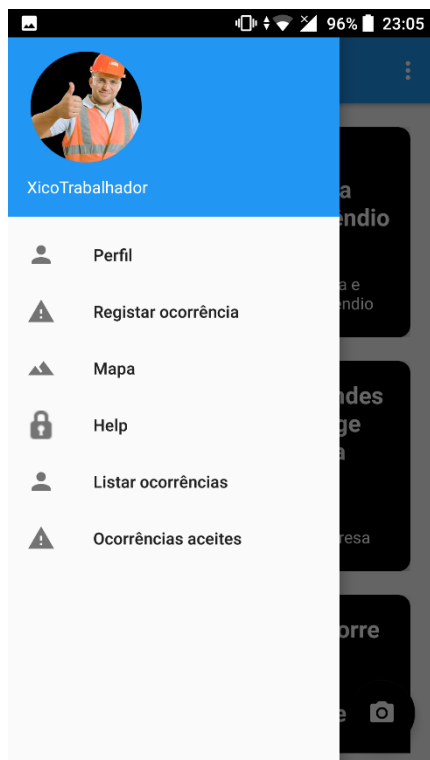 96% 23:05
XicoTrabalhador
Perfil
Registar ocorrência
Mapa
Help
Listar ocorrências
Ocorrências aceites
a
a e